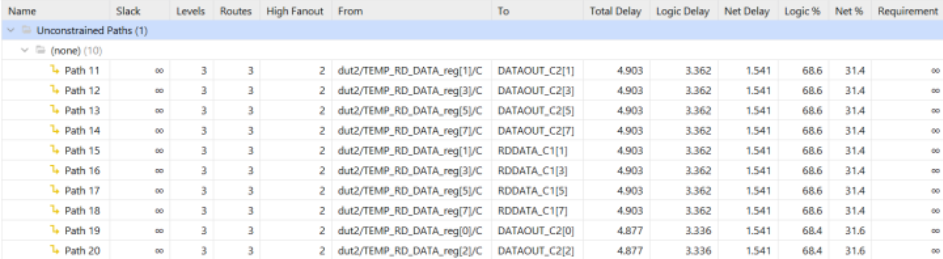 Name Slack Levels Routes High Fanout From To Total Delay Logic Delay Net Delay Logic % Net % Requirement
Unconstrained Paths (1)
(none) (10)
Path 11 ∞ 3 3 2 dut2/TEMP_RD_DATA_reg[1]/C DATAOUT_C2[1] 4.903 3.362 1.541 68.6 31.4 ∞
Path 12 ∞ 3 3 2 dut2/TEMP_RD_DATA_reg[3]/C DATAOUT_C2[3] 4.903 3.362 1.541 68.6 31.4 ∞
Path 13 ∞ 3 3 2 dut2/TEMP_RD_DATA_reg[5]/C DATAOUT_C2[5] 4.903 3.362 1.541 68.6 31.4 ∞
Path 14 ∞ 3 3 2 dut2/TEMP_RD_DATA_reg[7]/C DATAOUT_C2[7] 4.903 3.362 1.541 68.6 31.4 ∞
Path 15 ∞ 3 3 2 dut2/TEMP_RD_DATA_reg[1]/C RDDATA_C1[1] 4.903 3.362 1.541 68.6 31.4 ∞
Path 16 ∞ 3 3 2 dut2/TEMP_RD_DATA_reg[3]/C RDDATA_C1[3] 4.903 3.362 1.541 68.6 31.4 ∞
Path 17 ∞ 3 3 2 dut2/TEMP_RD_DATA_reg[5]/C RDDATA_C1[5] 4.903 3.362 1.541 68.6 31.4 ∞
Path 18 ∞ 3 3 2 dut2/TEMP_RD_DATA_reg[7]/C RDDATA_C1[7] 4.903 3.362 1.541 68.6 31.4 ∞
Path 19 ∞ 3 3 2 dut2/TEMP_RD_DATA_reg[0]/C DATAOUT_C2[0] 4.877 3.336 1.541 68.4 31.6 ∞
Path 20 ∞ 3 3 2 dut2/TEMP_RD_DATA_reg[2]/C DATAOUT_C2[2] 4.877 3.336 1.541 68.4 31.6 ∞